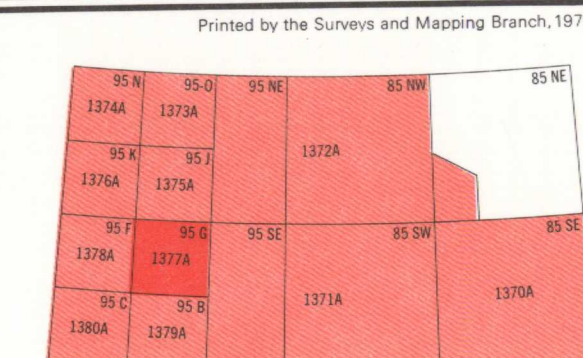 Printed by the Surveys and Mapping Branch, 197
95 N 95-O 95 NE 85 NW 85 NE
1374A 1373A
1372A
95 K 95 J
1376A 1375A
95 F 95 G 95 SE 85 SW 85 SE
1378A 1377A
1371A 1370A
95 C 95 B
1380A 1379A